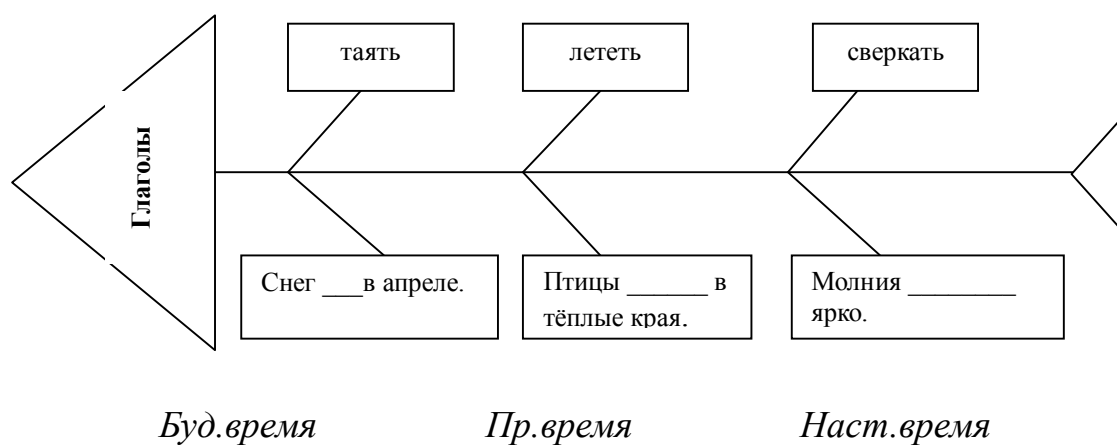 таять
лететь
сверкать
Глаголы
Снег ___в апреле.
Птицы ______ в
тёплые края.
Молния _________
ярко.
Буд.время
Пр.время
Наст.время